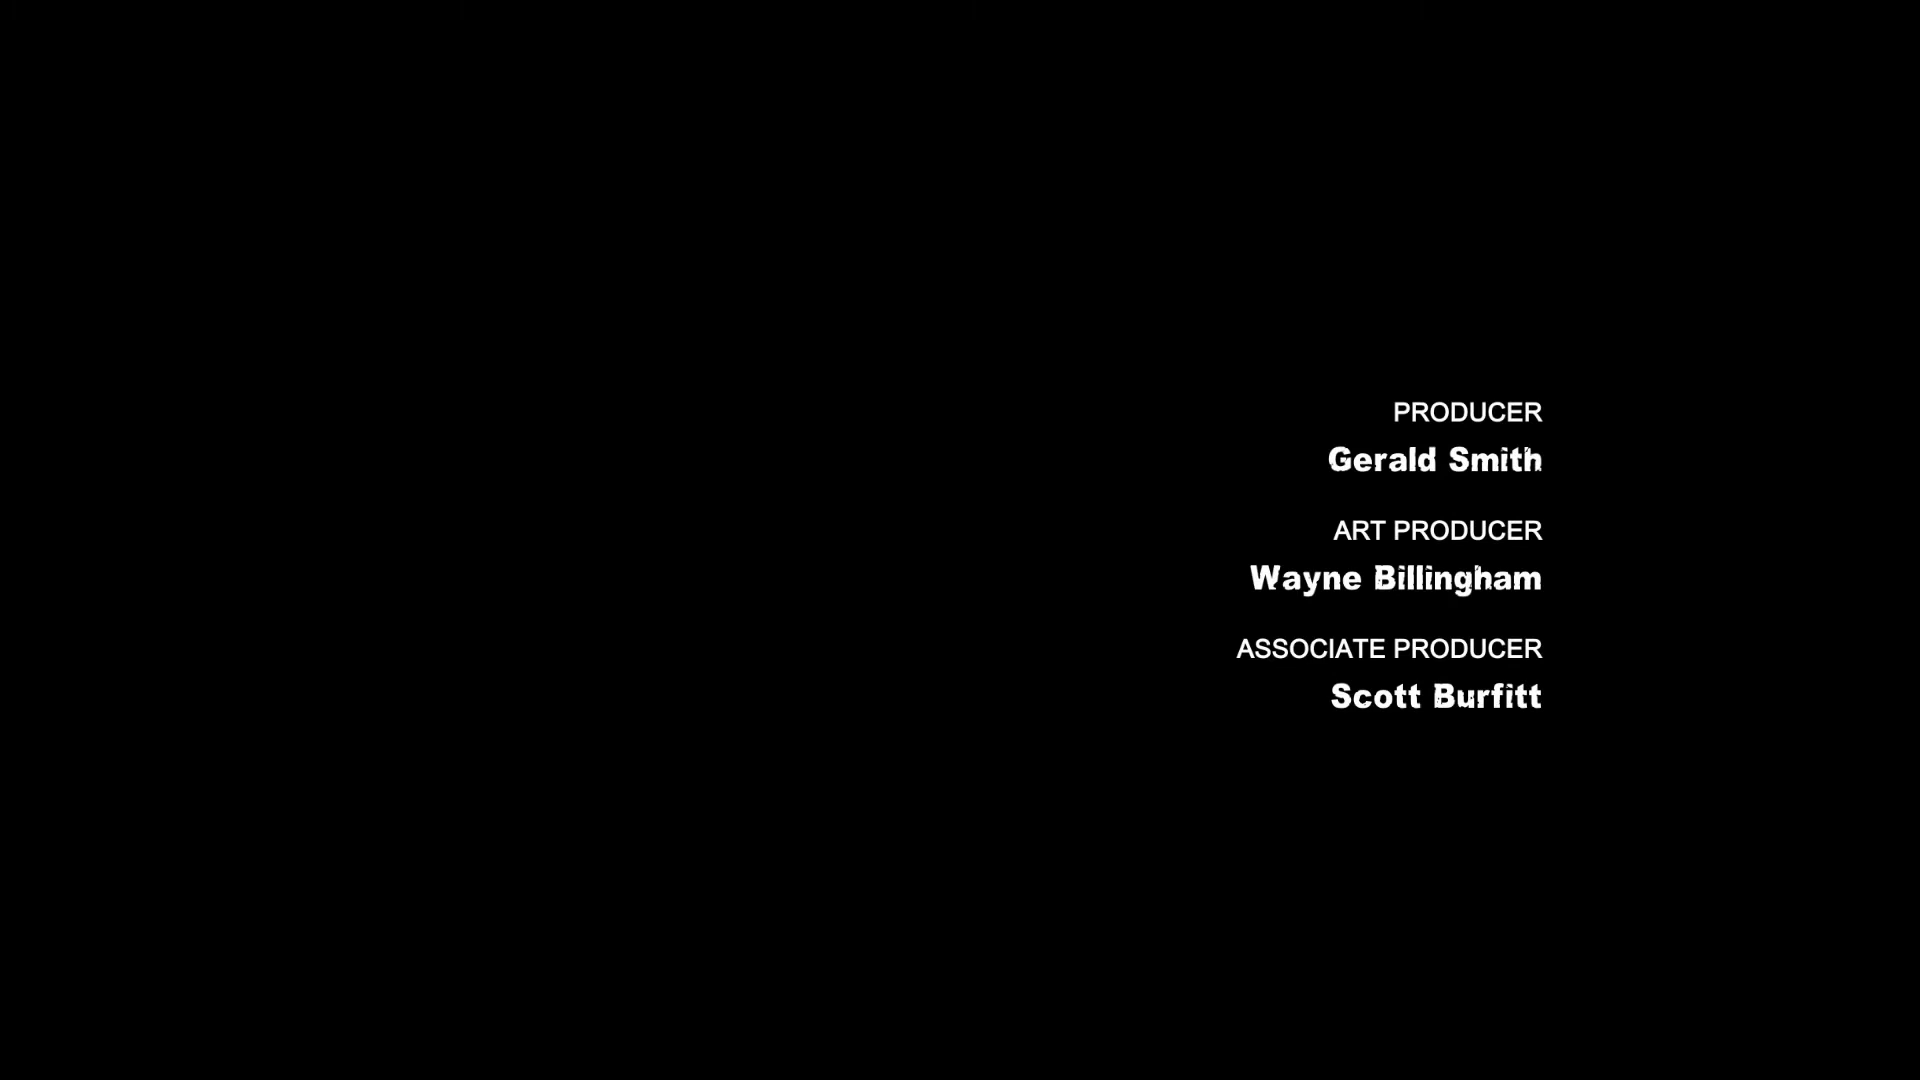 PRODUCER
Gerald Smith
ART PRODUCER
Wayne Billingham
ASSOCIATE PRODUCER
Scott Burfitt